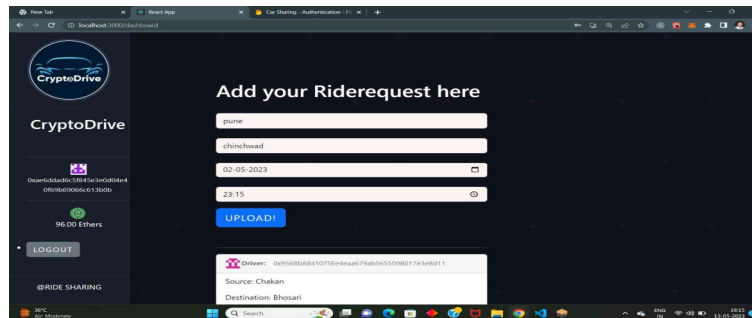 New Tab
React App
Car Sharing - Authentication - Fi
localhost:3000/dashboard
CryptoDrive
CryptoDrive
0xae6ddad6c5f845e3e0d04e4
0f69b69066c613b0b
96.00 Ethers
LOGOUT
@RIDE SHARING
Add your Riderequest here
pune
chinchwad
02-05-2023
23:15
UPLOAD!
Driver:
Source: Chakan
Destination: Bhosari
36°C
Air: Moderate
Search
ENG
IN
18:15
13-05-2023